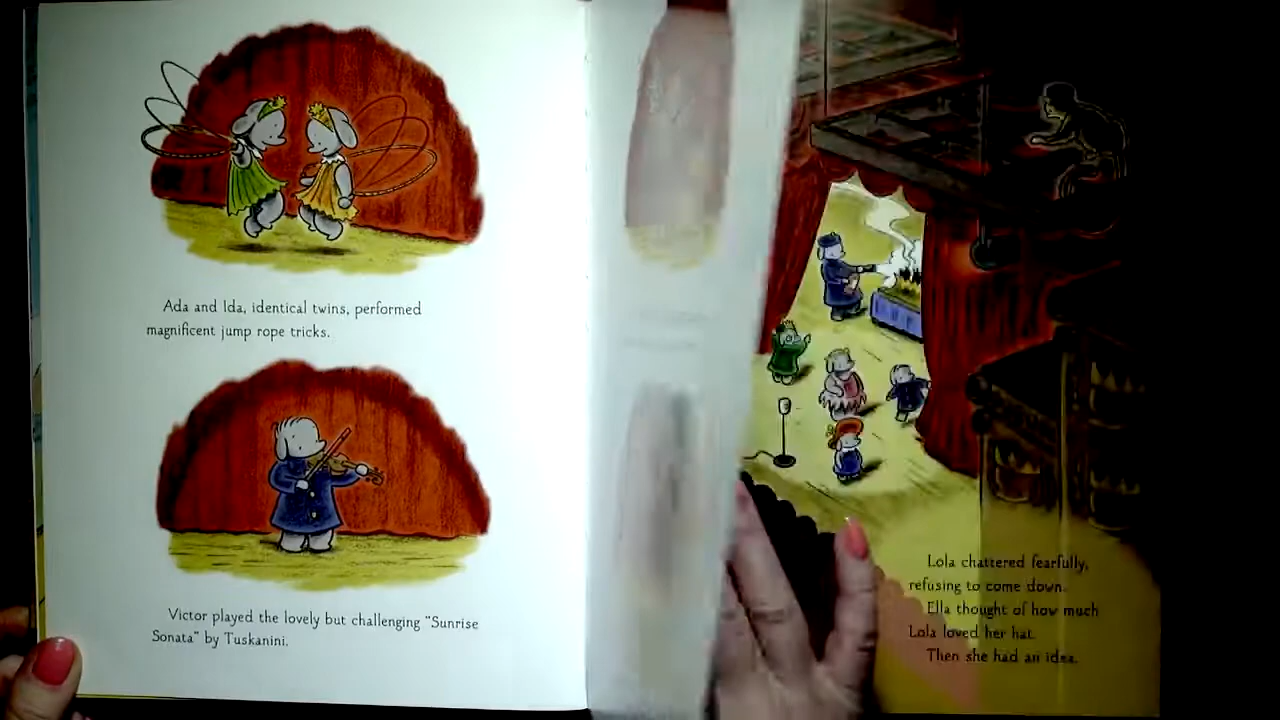 Ada and Ida, identical twins, performed
magnificent jump rope tricks.
Victor played the lovely but challenging "Sunrise
Sonata" by Tuskanini.
Lola chattered fearfully,
refusing to come down.
Ella thought of how much
Lola loved her hat.
Then she had an idea.